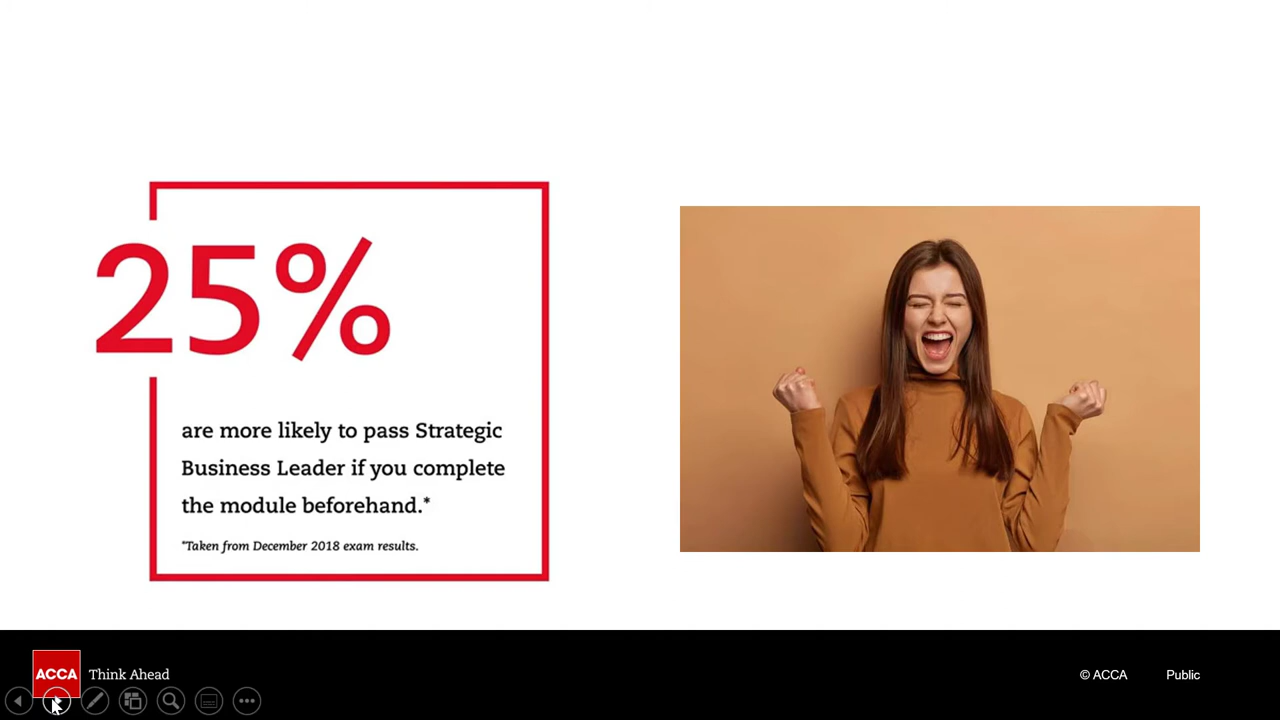 25%
are more likely to pass Strategic
Business Leader if you complete
the module beforehand.*
*Taken from December 2018 exam results.
ACCA Think Ahead
© ACCA Public